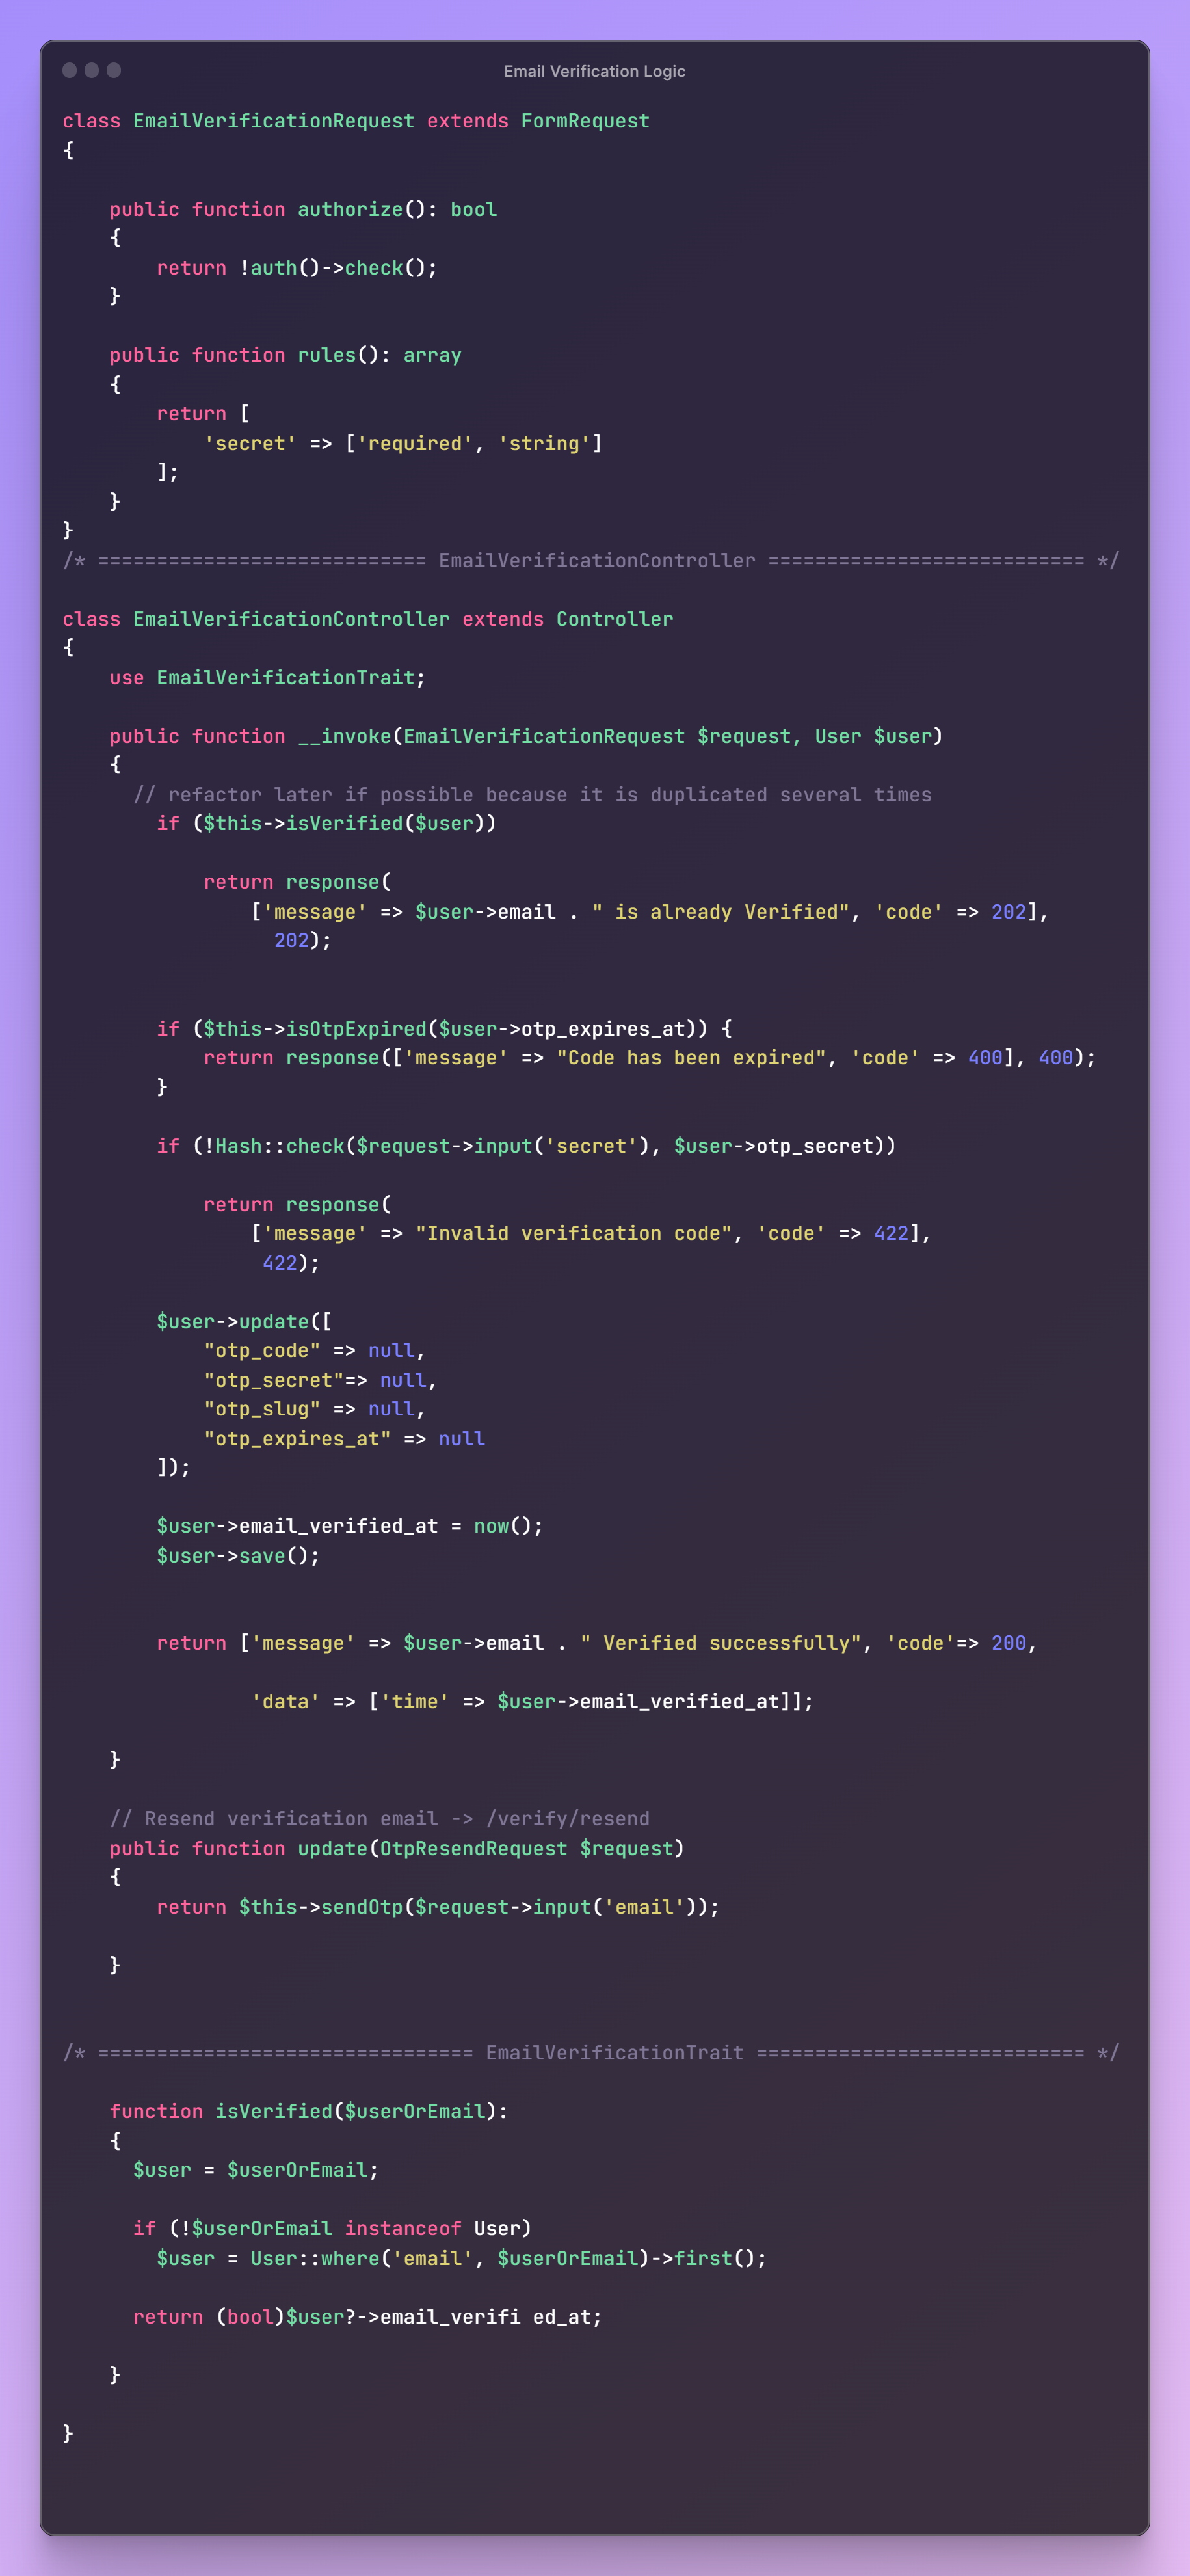 Email Verification Logic
class EmailVerificationRequest extends FormRequest
{
    public function authorize(): bool
    {
        return !auth()->check();
    }
    public function rules(): array
    {
        return [
            'secret' => ['required', 'string']
        ];
    }
}
/* ============================ EmailVerificationController =========================== */
class EmailVerificationController extends Controller
{
    use EmailVerificationTrait;
    public function __invoke(EmailVerificationRequest $request, User $user)
    {
      // refactor later if possible because it is duplicated several times
        if ($this->isVerified($user))
            return response(
                ['message' => $user->email . " is already Verified", 'code' => 202],
                  202);
        if ($this->isOtpExpired($user->otp_expires_at)) {
            return response(['message' => "Code has been expired", 'code' => 400], 400);
        }
        if (!Hash::check($request->input('secret'), $user->otp_secret))
            return response(
                ['message' => "Invalid verification code", 'code' => 422],
                 422);
        $user->update([
            "otp_code" => null,
            "otp_secret"=> null,
            "otp_slug" => null,
            "otp_expires_at" => null
        ]);
        $user->email_verified_at = now();
        $user->save();
        return ['message' => $user->email . " Verified successfully", 'code'=> 200,
                'data' => ['time' => $user->email_verified_at]];
    }
    // Resend verification email -> /verify/resend
    public function update(OtpResendRequest $request)
    {
        return $this->sendOtp($request->input('email'));
    }
/* ================================ EmailVerificationTrait ============================ */
    function isVerified($userOrEmail):
    {
      $user = $userOrEmail;
      if (!$userOrEmail instanceof User)
        $user = User::where('email', $userOrEmail)->first();
      return (bool)$user?->email_verifi ed_at;
    }
}